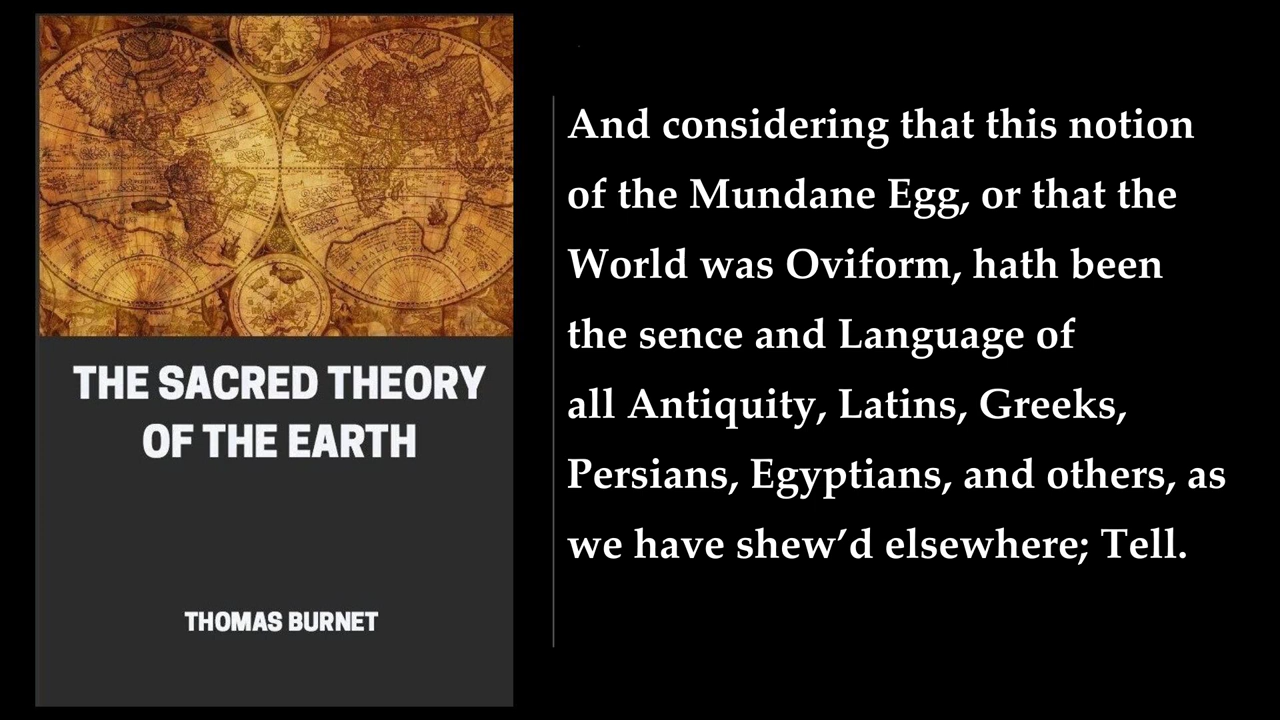 THE SACRED THEORY
OF THE EARTH
THOMAS BURNET
And considering that this notion
of the Mundane Egg, or that the
World was Oviform, hath been
the sence and Language of
all Antiquity, Latins, Greeks,
Persians, Egyptians, and others, as
we have shew’d elsewhere; Tell.